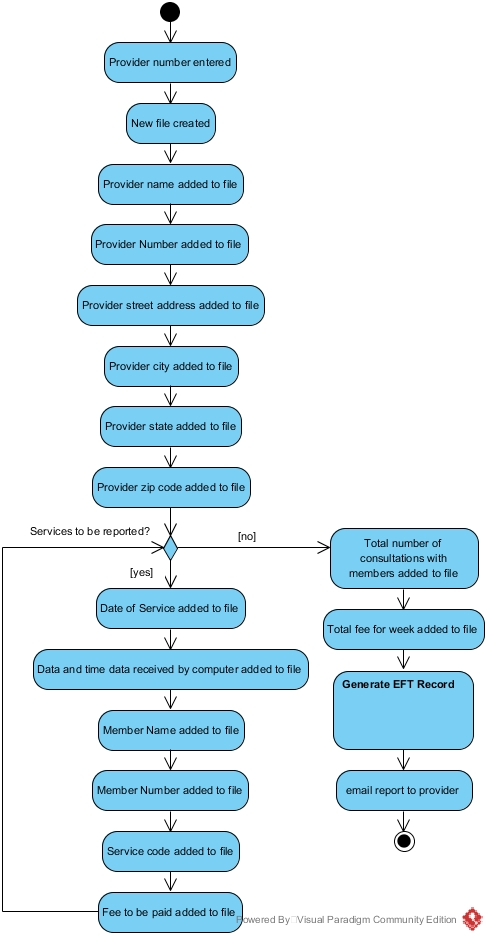 Provider number entered
New file created
Provider name added to file
Provider Number added to file
Provider street address added to file
Provider city added to file
Provider state added to file
Provider zip code added to file
Services to be reported?
[no]
[yes]
Date of Service added to file
Data and time data received by computer added to file
Member Name added to file
Member Number added to file
Service code added to file
Fee to be paid added to file
Total number of
consultations with
members added to file
Total fee for week added to file
Generate EFT Record
email report to provider
Powered By Visual Paradigm Community Edition